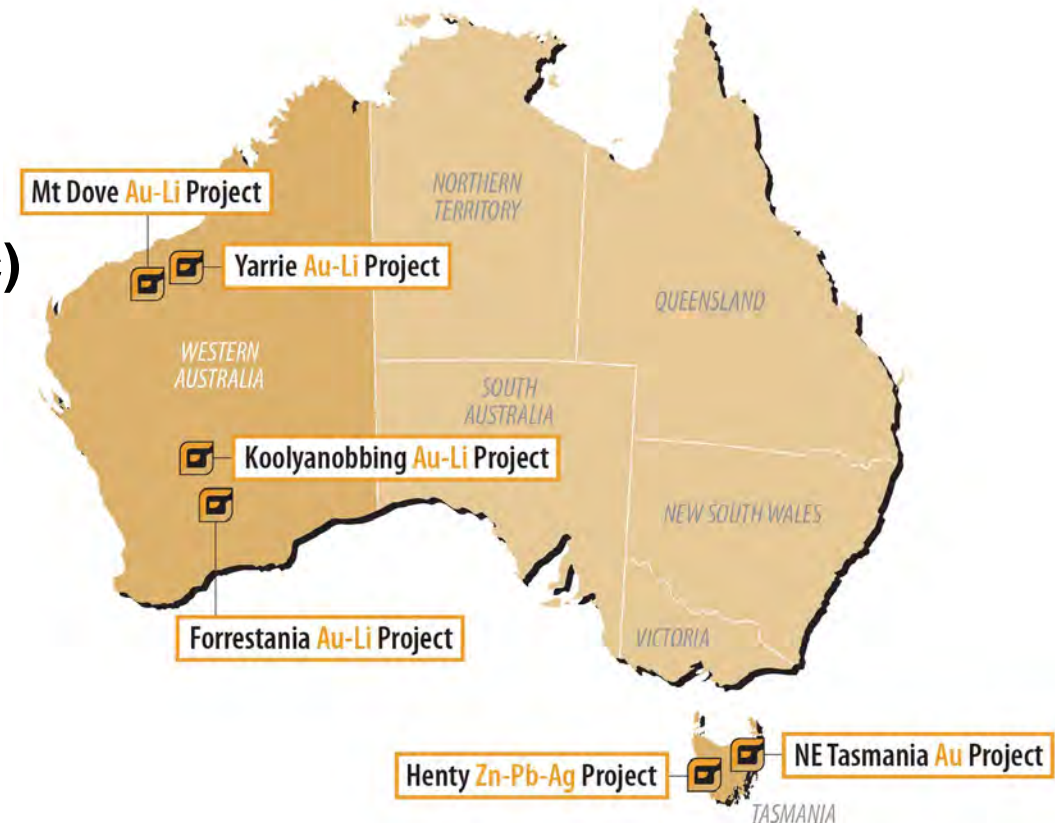 Mt Dove Au-Li Project
)
Yarrie Au-Li Project
NORTHERN
TERRITORY
QUEENSLAND
WESTERN
AUSTRALIA
SOUTH
AUSTRALIA
Koolyanobbing Au-Li Project
NEW SOUTH WALES
Forrestania Au-Li Project
VICTORIA
NE Tasmania Au Project
Henty Zn-Pb-Ag Project
TASMANIA